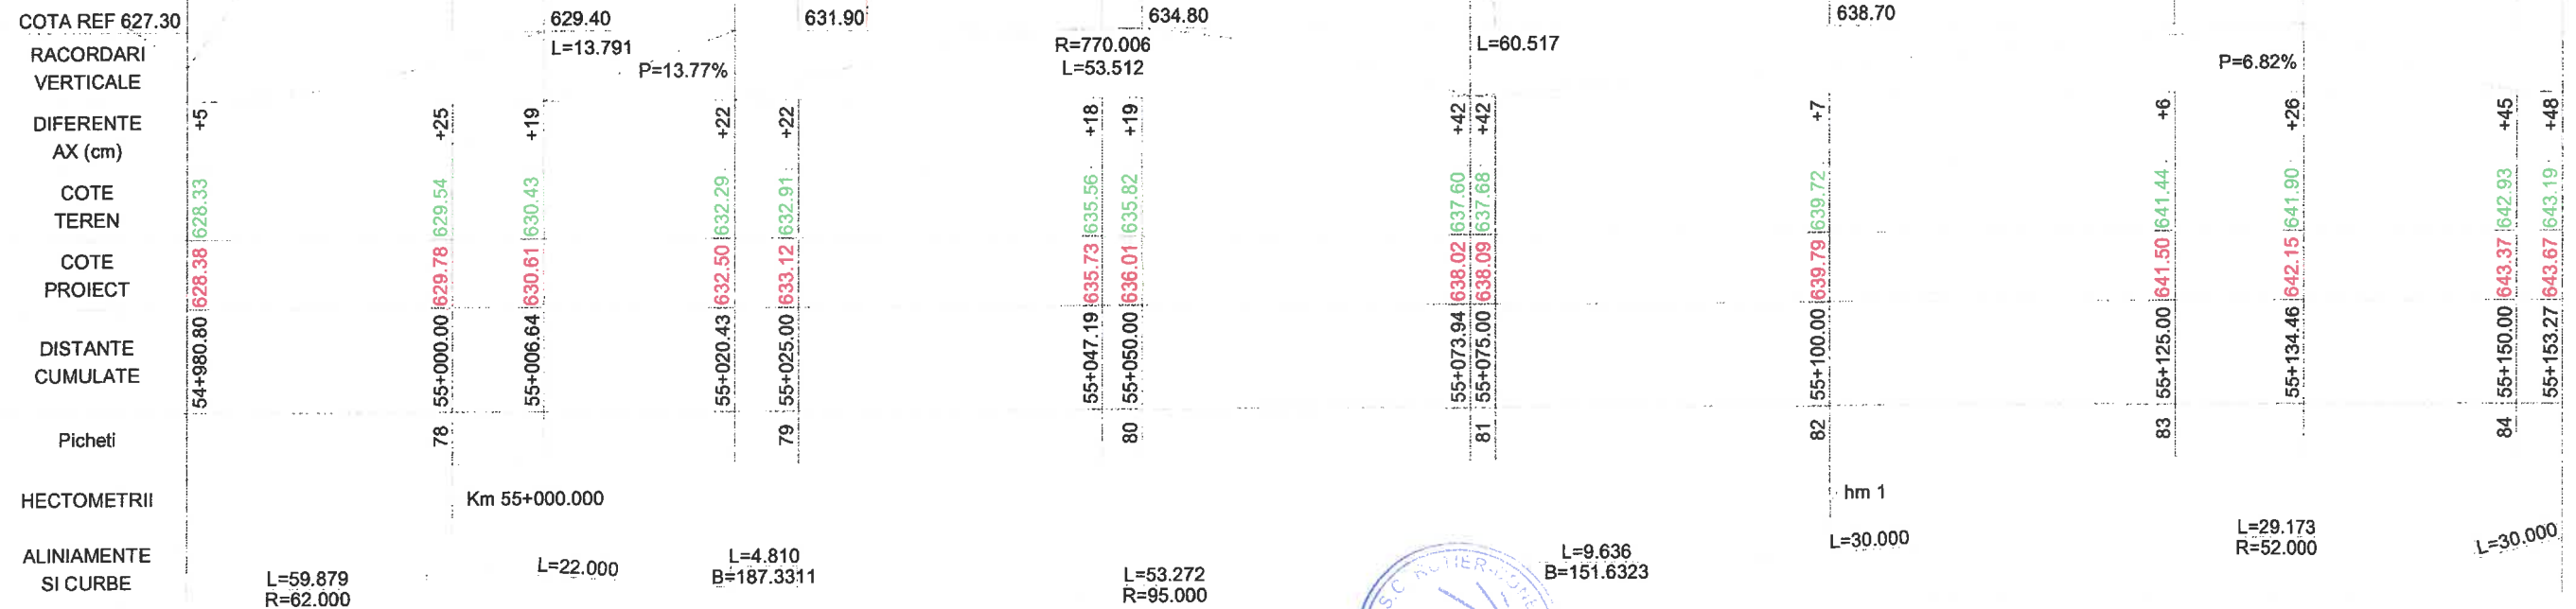 COTA REF 627.30 629.40 631.90 634.80 638.70
RACORDARI
VERTICALE
L=13.791
P=13.77%
R=770.006
L=53.512
L=60.517
P=6.82%
DIFERENTE
AX (cm)
+5 +25 +19 +22 +22 +18 +19 +42 +42 +7 +6 +26 +45 +48
COTE
TEREN
628.33 629.54 630.43 632.29 632.91 635.56 635.82 637.60 637.68 639.72 641.44 641.90 642.93 643.19
COTE
PROIECT
628.38 629.78 630.61 632.50 633.12 635.73 636.01 638.02 638.09 639.79 641.50 642.15 643.37 643.67
DISTANTE
CUMULATE
54+980.80 55+000.00 55+006.64 55+020.43 55+025.00 55+047.19 55+050.00 55+073.94 55+075.00 55+100.00 55+125.00 55+134.46 55+150.00 55+153.27
Picheti 78 79 80 81 82 83 84
HECTOMETRII Km 55+000.000 hm 1
ALINIAMENTE
SI CURBE
L=59.879
R=62.000
L=22.000
L=4.810
B=187.3311
L=53.272
R=95.000
L=9.636
B=151.6323
L=30.000
L=29.173
R=52.000
L=30.000
S.C